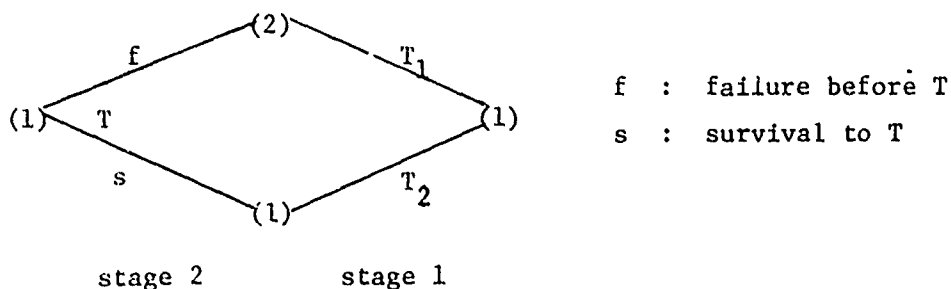 (2)
f
T1
f : failure before T
(1)
T
(1)
s : survival to T
s
T2
(1)
stage 2 stage 1